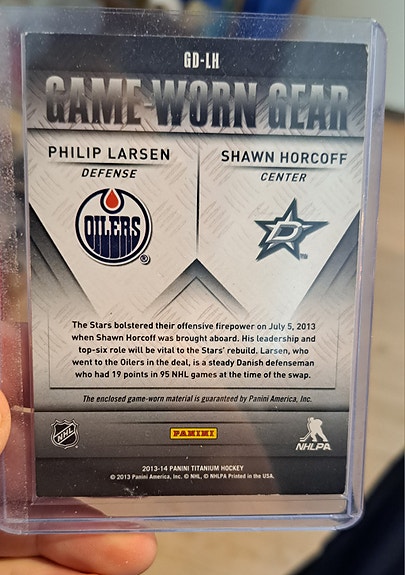 GD-LH
GAME-WORN GEAR
PHILIP LARSEN
DEFENSE
SHAWN HORCOFF
CENTER
OILERS
®
D
TM
The Stars bolstered their offensive firepower on July 5, 2013
when Shawn Horcoff was brought aboard. His leadership and
top-six role will be vital to the Stars' rebuild. Larsen, who
went to the Oilers in the deal, is a steady Danish defenseman
who had 19 points in 95 NHL games at the time of the swap.
The enclosed game-worn material is guaranteed by Panini America, Inc.
NHL
PANINI
NHLPA
2013-14 PANINI TITANIUM HOCKEY
© 2013 Panini America, Inc. © NHL, © NHLPA Printed in the USA.